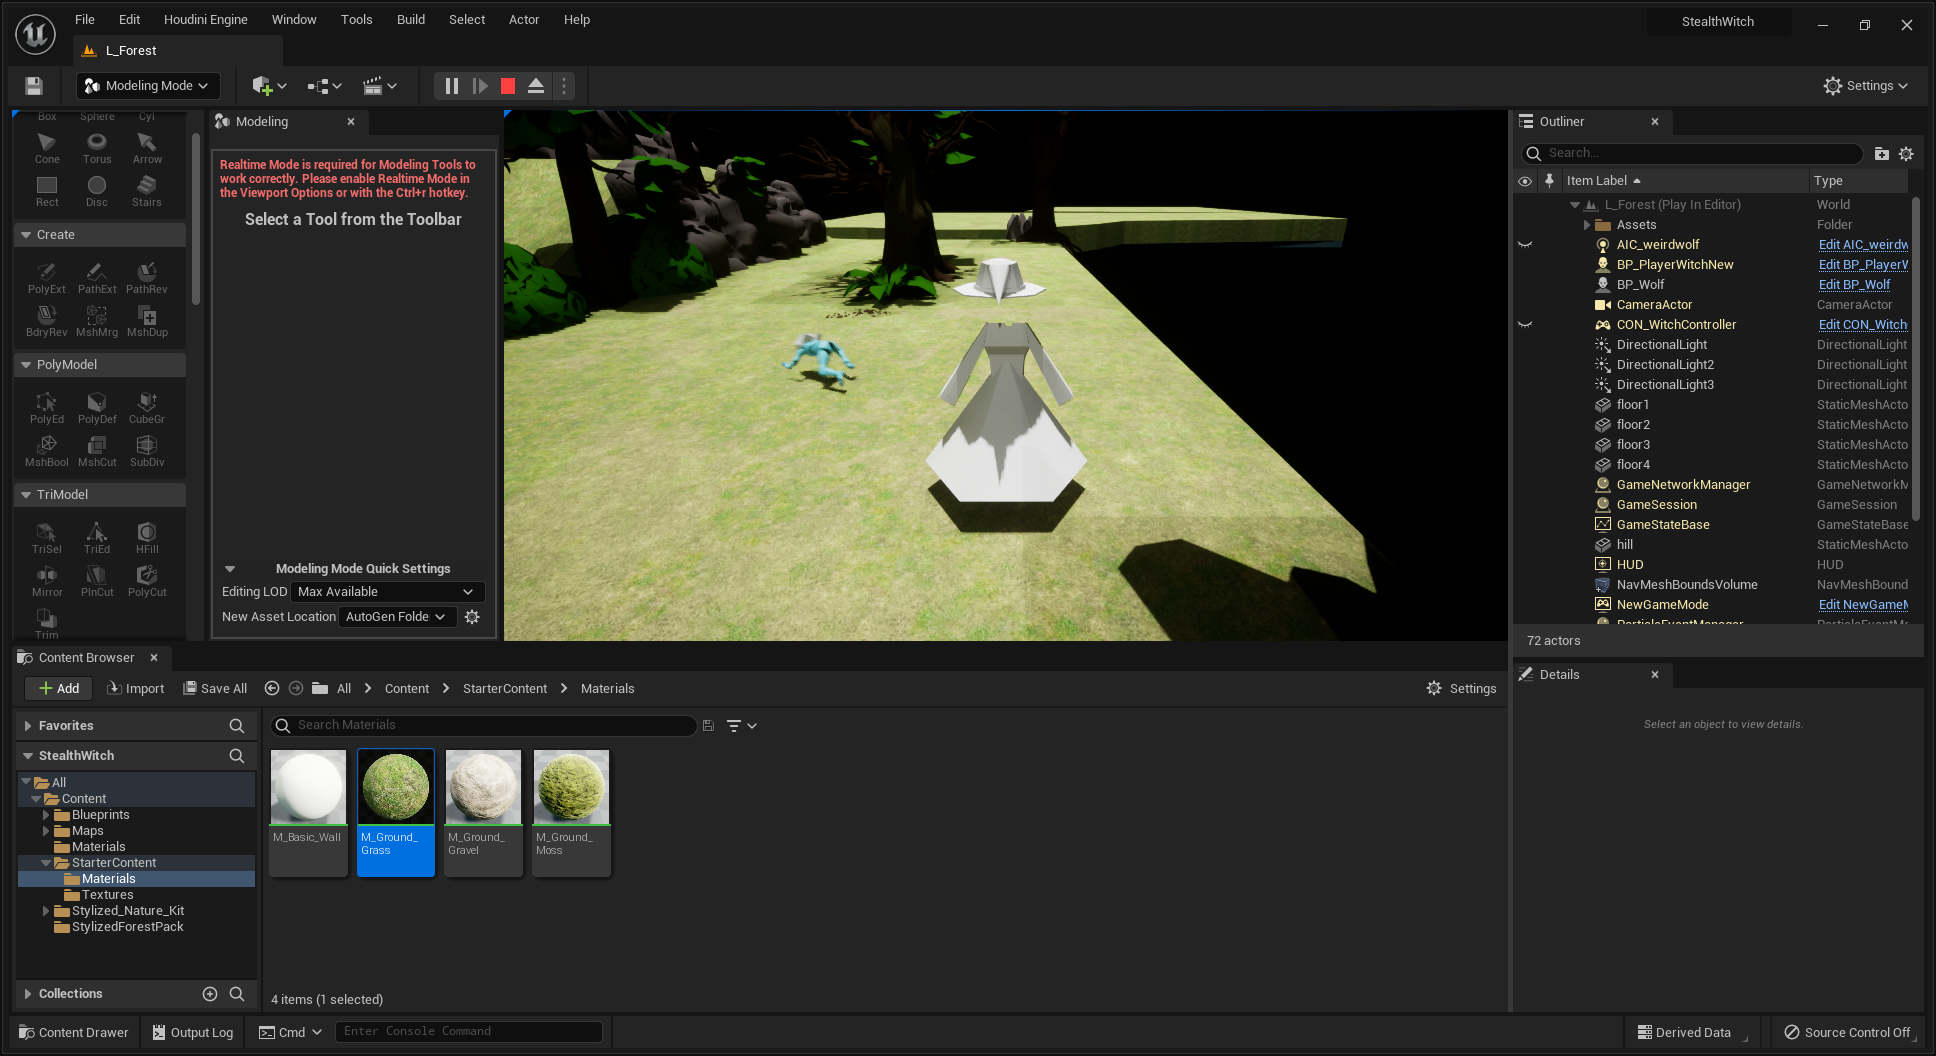 File Edit Houdini Engine Window Tools Build Select Actor Help
StealthWitch
L_Forest
Modeling Mode
Settings
Box Sphere Cyl
Cone Torus Arrow
Rect Disc Stairs
Create
PolyExt PathExt PathRev
BdryRev MshMrg MshDup
PolyModel
PolyEd PolyDef CubeGr
MshBool MshCut SubDiv
TriModel
TriSel TriEd HFill
Mirror PlnCut PolyCut
Trim
Modeling
Realtime Mode is required for Modeling Tools to
work correctly. Please enable Realtime Mode in
the Viewport Options or with the Ctrl+r hotkey.
Select a Tool from the Toolbar
Modeling Mode Quick Settings
Editing LOD Max Available
New Asset Location AutoGen Folde
Outliner
Search...
Item Label Type
L_Forest (Play In Editor) World
Assets Folder
AIC_weirdwolf Edit AIC_weirdw
BP_PlayerWitchNew Edit BP_PlayerW
BP_Wolf Edit BP_Wolf
CameraActor CameraActor
CON_WitchController Edit CON_Witch
DirectionalLight DirectionalLight
DirectionalLight2 DirectionalLight
DirectionalLight3 DirectionalLight
floor1 StaticMeshActo
floor2 StaticMeshActo
floor3 StaticMeshActo
floor4 StaticMeshActo
GameNetworkManager GameNetworkM
GameSession GameSession
GameStateBase GameStateBase
hill StaticMeshActo
HUD HUD
NavMeshBoundsVolume NavMeshBound
NewGameMode Edit NewGameM
ParticleEventManager ParticleEventMa
72 actors
Details
Select an object to view details.
Content Browser
Add Import Save All All Content StarterContent Materials
Settings
Favorites
StealthWitch
All
Content
Blueprints
Maps
Materials
StarterContent
Materials
Textures
Stylized_Nature_Kit
StylizedForestPack
Collections
Search Materials
M_Basic_Wall
M_Ground_
Grass
M_Ground_
Gravel
M_Ground_
Moss
4 items (1 selected)
Content Drawer Output Log Cmd Enter Console Command
Derived Data Source Control Off